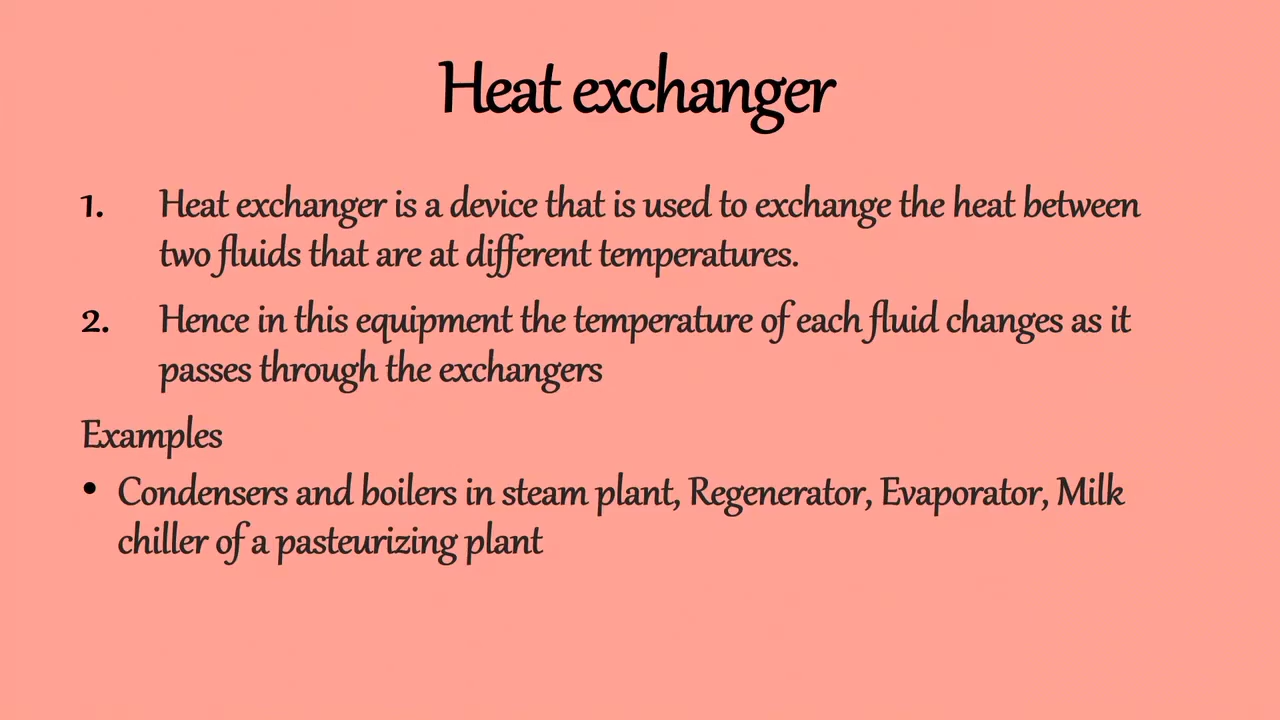 Heat exchanger
1. Heat exchanger is a device that is used to exchange the heat between
two fluids that are at different temperatures.
2. Hence in this equipment the temperature of each fluid changes as it
passes through the exchangers
Examples
• Condensers and boilers in steam plant, Regenerator, Evaporator, Milk
chiller of a pasteurizing plant